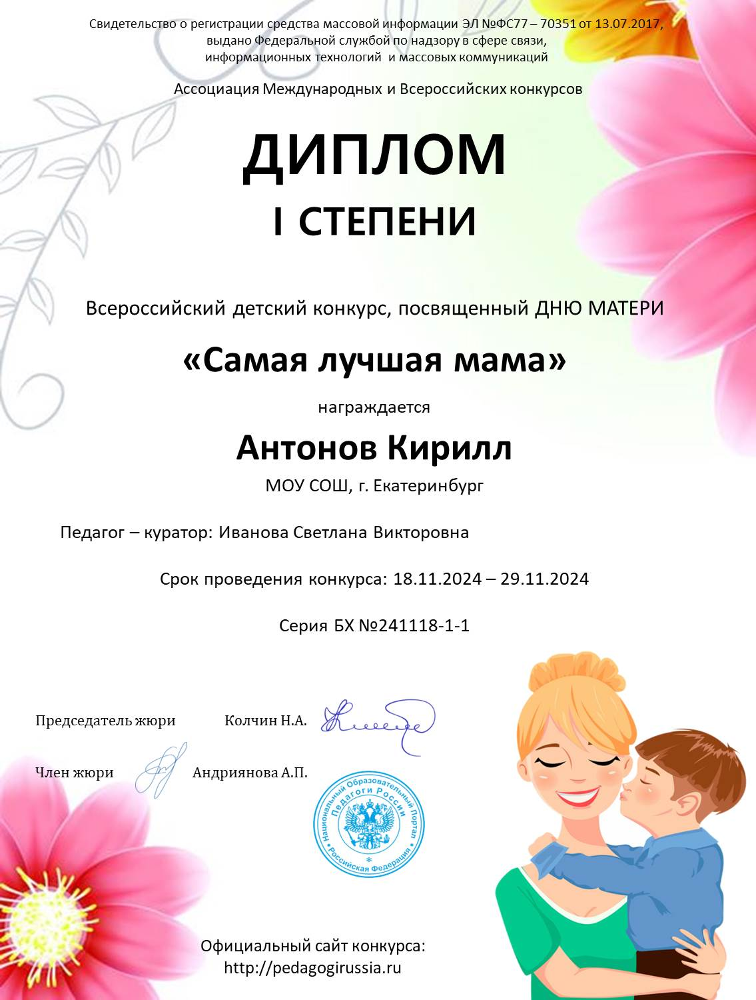 Свидетельство о регистрации средства массовой информации ЭЛ №ФС77 – 70351 от 13.07.2017,
выдано Федеральной службой по надзору в сфере связи,
информационных технологий и массовых коммуникаций
Ассоциация Международных и Всероссийских конкурсов
ДИПЛОМ
I СТЕПЕНИ
Всероссийский детский конкурс, посвященный ДНЮ МАТЕРИ
«Самая лучшая мама»
награждается
Антонов Кирилл
МОУ СОШ, г. Екатеринбург
Педагог – куратор: Иванова Светлана Викторовна
Срок проведения конкурса: 18.11.2024 – 29.11.2024
Серия БХ №241118-1-1
Председатель жюри Колчин Н.А.
Член жюри Андриянова А.П.
Национальный Образовательный Портал
Педагоги России
• Российская Федерация •
Официальный сайт конкурса:
http://pedagogirussia.ru